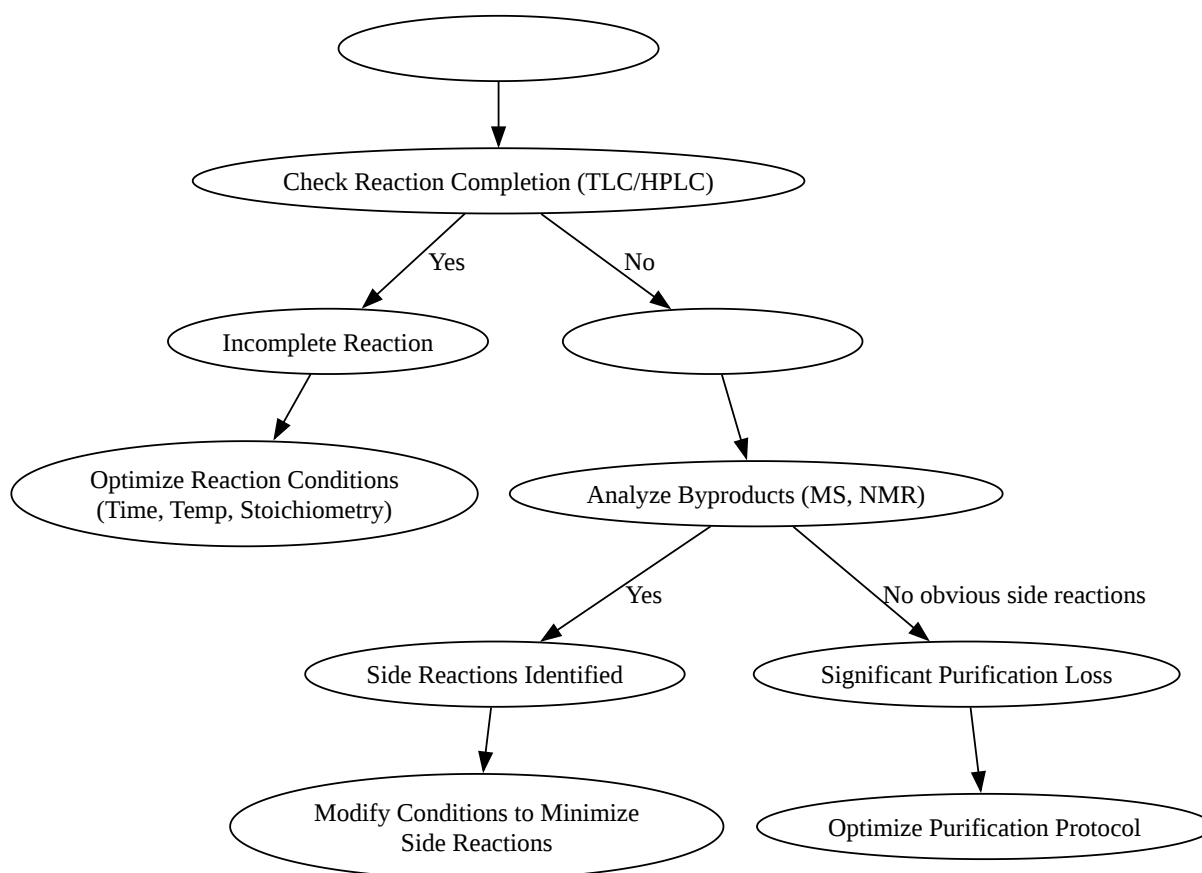 Check Reaction Completion (TLC/HPLC)
Yes
No
Incomplete Reaction
Optimize Reaction Conditions
(Time, Temp, Stoichiometry)
Analyze Byproducts (MS, NMR)
Yes
No obvious side reactions
Side Reactions Identified
Significant Purification Loss
Modify Conditions to Minimize
Side Reactions
Optimize Purification Protocol